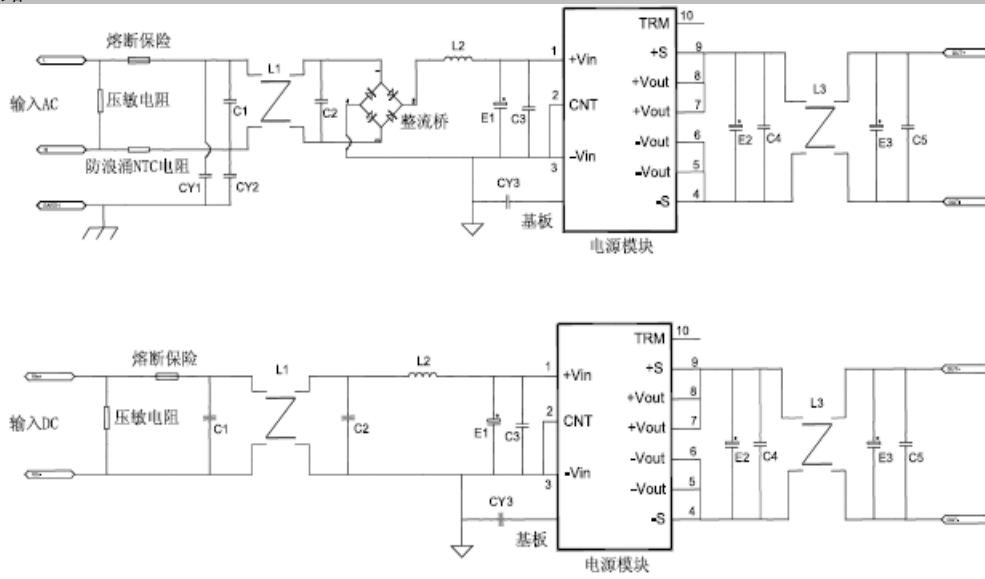 TRM 10
熔断保险
L2
1 +Vin
+S 9
L1
+Vout 8
输入AC
压敏电阻
C1
C2
整流桥
E1
C3
2 CNT
+Vout 7
-Vout 6
E2
C4
L3
E3
C5
-Vin
3
-Vout 5
防浪涌NTC电阻
CY1
CY2
CY3
-S 4
基板
电源模块
TRM 10
熔断保险
L1
L2
1 +Vin
+S 9
+Vout 8
输入DC
压敏电阻
C1
C2
E1
C3
2 CNT
+Vout 7
-Vout 6
E2
C4
L3
E3
C5
-Vin
3
-Vout 5
CY3
-S 4
基板
电源模块